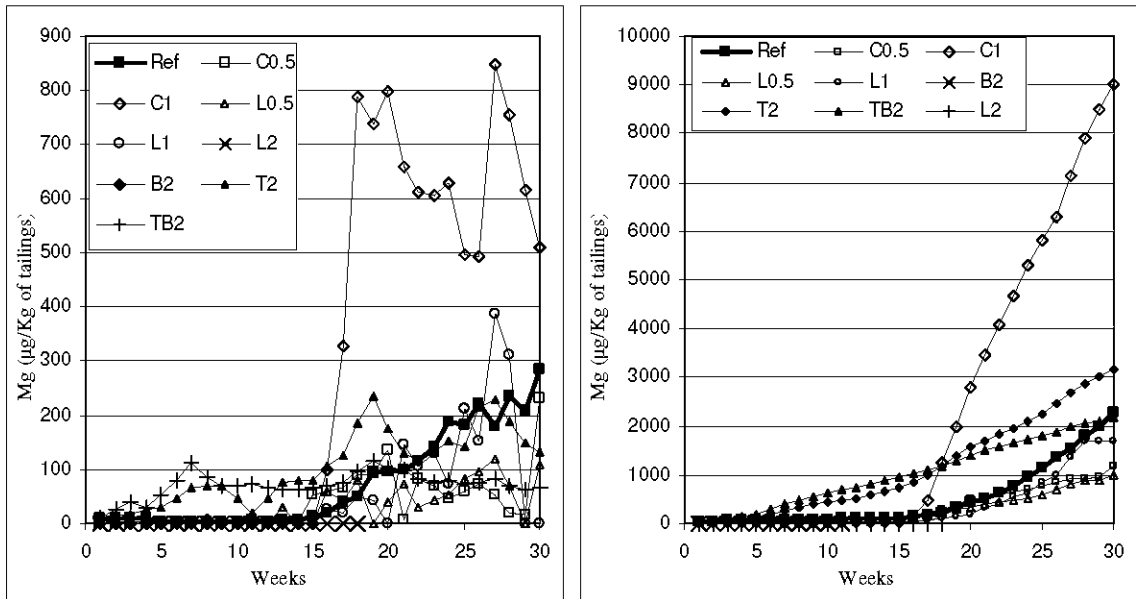 900
800
700
600
500
400
300
200
100
0
Mg (µg/Kg of tailings)
Ref C0.5
C1 L0.5
L1 L2
B2 T2
TB2
0 5 10 15 20 25 30
Weeks
10000
9000
8000
7000
6000
5000
4000
3000
2000
1000
0
Mg (µg/Kg of tailings)
Ref C0.5 C1
L0.5 L1 B2
T2 TB2 L2
0 5 10 15 20 25 30
Weeks